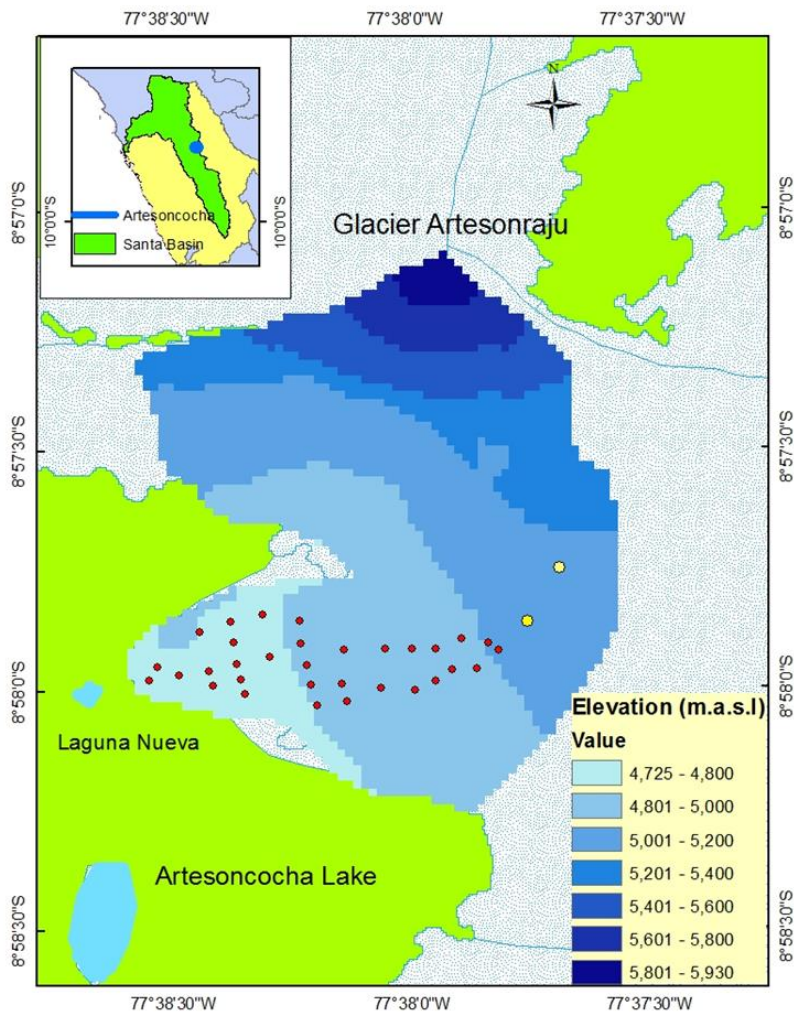 77°38'30"W 77°38'0"W 77°37'30"W
N
8°57'0"S 8°57'0"S
10°0'0"S 10°0'0"S
Artesoncocha
Santa Basin
Glacier Artesonraju
8°57'30"S 8°57'30"S
8°58'0"S 8°58'0"S
Laguna Nueva
Artesoncocha Lake
Elevation (m.a.s.l)
Value
4,725 - 4,800
4,801 - 5,000
5,001 - 5,200
5,201 - 5,400
5,401 - 5,600
5,601 - 5,800
5,801 - 5,930
8°58'30"S 8°58'30"S
77°38'30"W 77°38'0"W 77°37'30"W